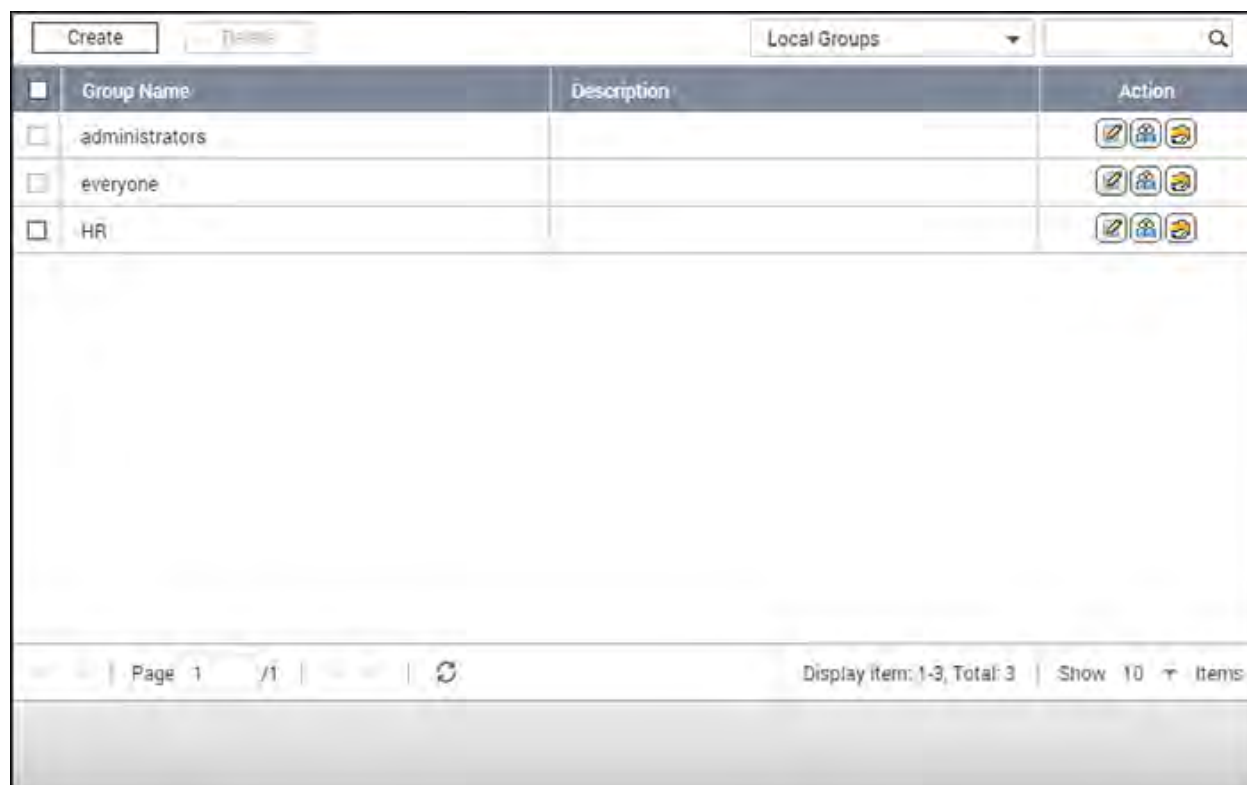 Create Delete Local Groups
Group Name Description Action
administrators
everyone
HR
Page 1 /1 Display item: 1-3, Total: 3 Show 10 Items